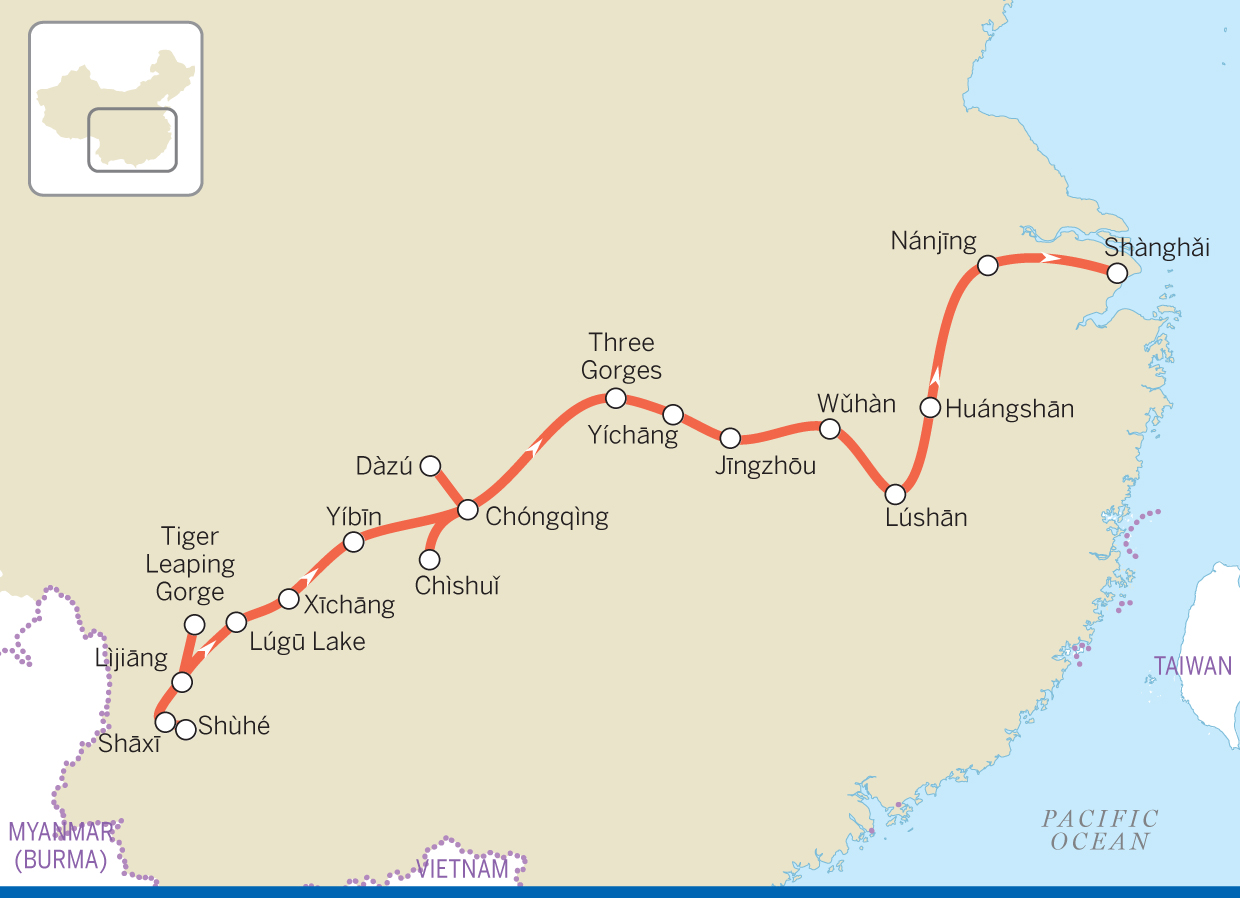 Nánjīng
Shànghǎi
Three
Gorges
Wǔhàn
Huángshān
Yíchāng
Dàzú
Jīngzhōu
Yíbīn
Chóngqìng
Lúshān
Tiger
Leaping
Gorge
Chìshuǐ
Xīchāng
Lúgū Lake
Lìjiāng
TAIWAN
Shùhé
Shāxī
PACIFIC
OCEAN
MYANMAR
(BURMA)
VIETNAM